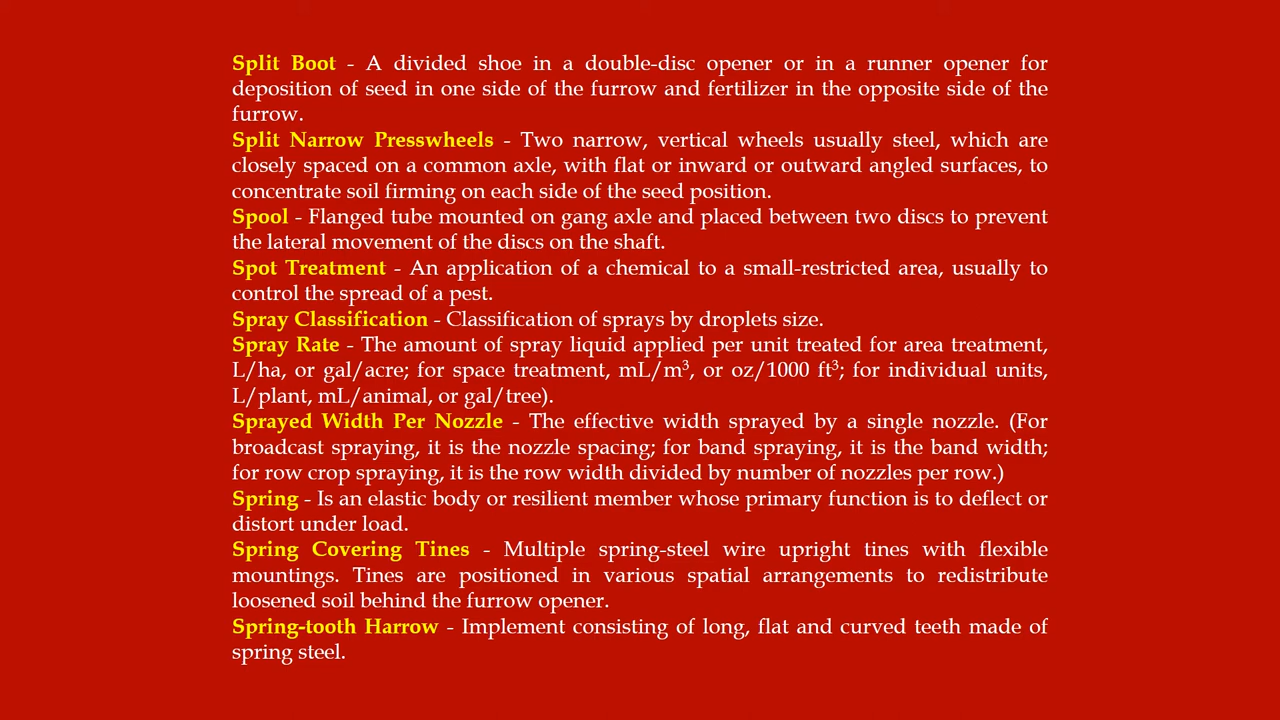 Split Boot - A divided shoe in a double-disc opener or in a runner opener for
deposition of seed in one side of the furrow and fertilizer in the opposite side of the
furrow.
Split Narrow Presswheels - Two narrow, vertical wheels usually steel, which are
closely spaced on a common axle, with flat or inward or outward angled surfaces, to
concentrate soil firming on each side of the seed position.
Spool - Flanged tube mounted on gang axle and placed between two discs to prevent
the lateral movement of the discs on the shaft.
Spot Treatment - An application of a chemical to a small-restricted area, usually to
control the spread of a pest.
Spray Classification - Classification of sprays by droplets size.
Spray Rate - The amount of spray liquid applied per unit treated for area treatment,
L/ha, or gal/acre; for space treatment, mL/m³, or oz/1000 ft³; for individual units,
L/plant, mL/animal, or gal/tree).
Sprayed Width Per Nozzle - The effective width sprayed by a single nozzle. (For
broadcast spraying, it is the nozzle spacing; for band spraying, it is the band width;
for row crop spraying, it is the row width divided by number of nozzles per row.)
Spring - Is an elastic body or resilient member whose primary function is to deflect or
distort under load.
Spring Covering Tines - Multiple spring-steel wire upright tines with flexible
mountings. Tines are positioned in various spatial arrangements to redistribute
loosened soil behind the furrow opener.
Spring-tooth Harrow - Implement consisting of long, flat and curved teeth made of
spring steel.